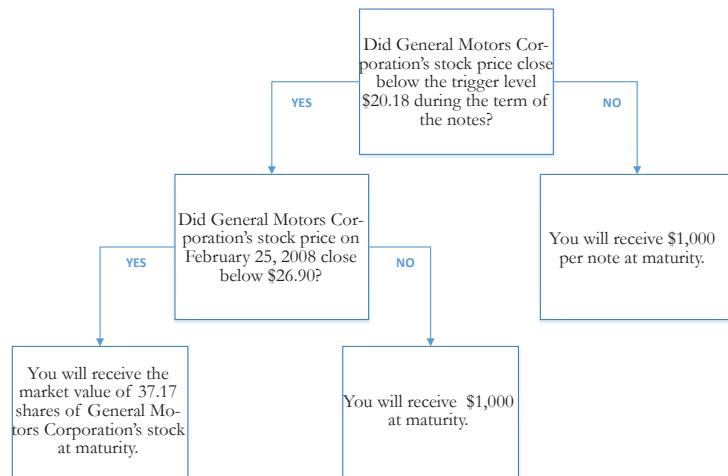 Did General Motors Cor-
poration's stock price close
below the trigger level
$20.18 during the term of
the notes?
YES
NO
Did General Motors Cor-
poration's stock price on
February 25, 2008 close
below $26.90?
You will receive $1,000
per note at maturity.
YES
NO
You will receive the
market value of 37.17
shares of General Mo-
tors Corporation's stock
at maturity.
You will receive $1,000
at maturity.